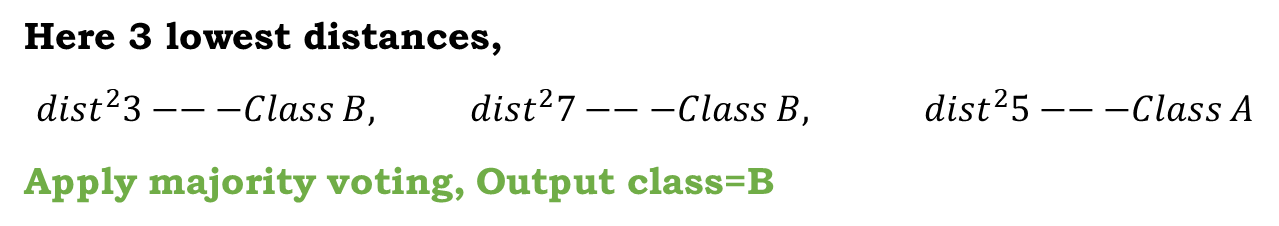 Here 3 lowest distances,
dist²3 −− −Class B, dist²7 −− −Class B, dist²5 −− −Class A
Apply majority voting, Output class=B